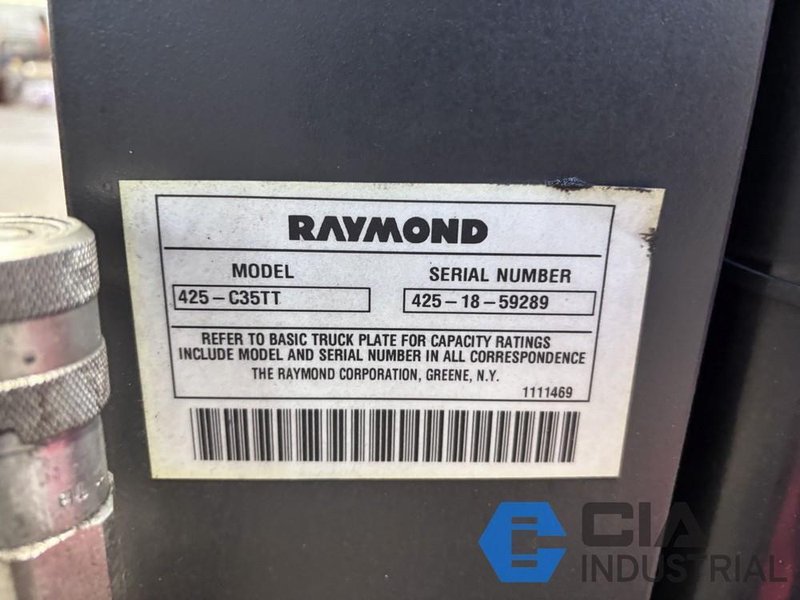 RAYMOND
MODEL
SERIAL NUMBER
425-C35TT
425-18-59289
REFER TO BASIC TRUCK PLATE FOR CAPACITY RATINGS
INCLUDE MODEL AND SERIAL NUMBER IN ALL CORRESPONDENCE
THE RAYMOND CORPORATION, GREENE, N.Y.
1111469
CIA
INDUSTRIAL